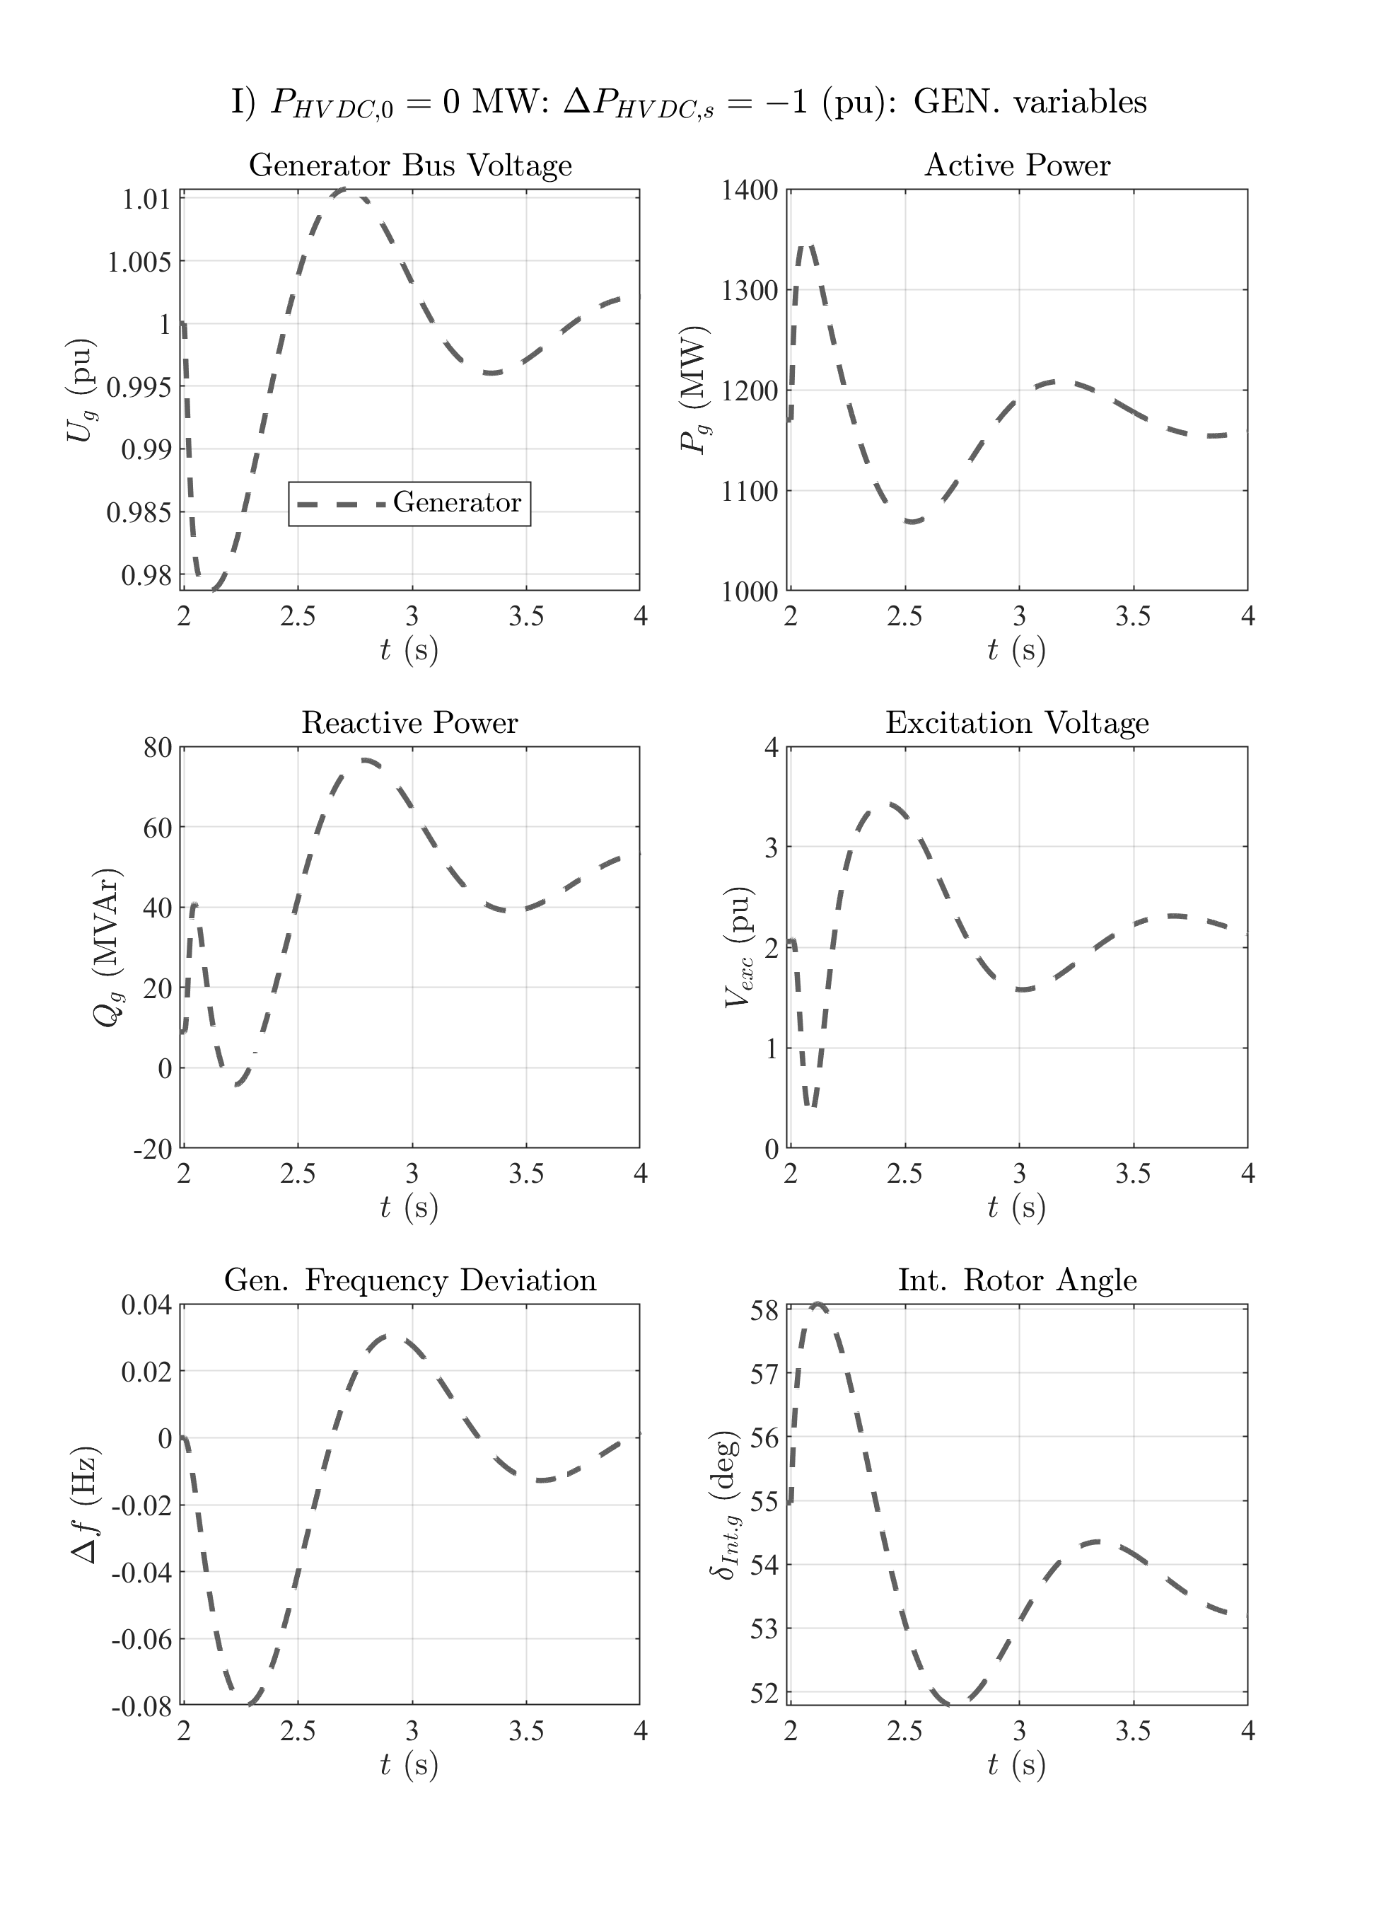 I) P_{HVDC,0} = 0 MW: ΔP_{HVDC,s} = −1 (pu): GEN. variables
Generator Bus Voltage
1.01
1.005
1
0.995
0.99
0.985
0.98
U_g (pu)
Generator
2 2.5 3 3.5 4
t (s)
Active Power
1400
1300
1200
1100
1000
P_g (MW)
2 2.5 3 3.5 4
t (s)
Reactive Power
80
60
40
20
0
-20
Q_g (MVAr)
2 2.5 3 3.5 4
t (s)
Excitation Voltage
4
3
2
1
0
V_{exc} (pu)
2 2.5 3 3.5 4
t (s)
Gen. Frequency Deviation
0.04
0.02
0
-0.02
-0.04
-0.06
-0.08
Δf (Hz)
2 2.5 3 3.5 4
t (s)
Int. Rotor Angle
58
57
56
55
54
53
52
δ_{Int.g} (deg)
2 2.5 3 3.5 4
t (s)